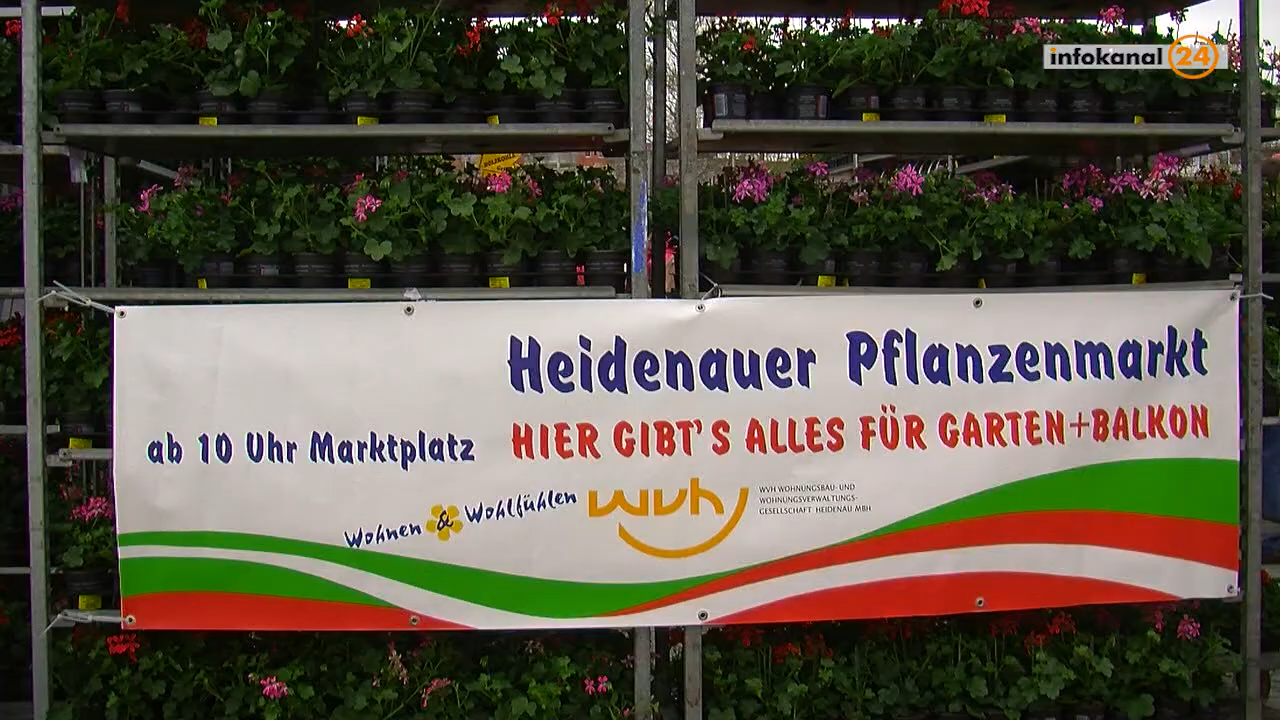 infokanal 24
Heidenauer Pflanzenmarkt
ab 10 Uhr Marktplatz
HIER GIBT'S ALLES FÜR GARTEN+BALKON
Wohnen & Wohlfühlen
wvh
WVH WOHNUNGSBAU- UND
WOHNUNGSVERWALTUNGS-
GESELLSCHAFT HEIDENAU MBH